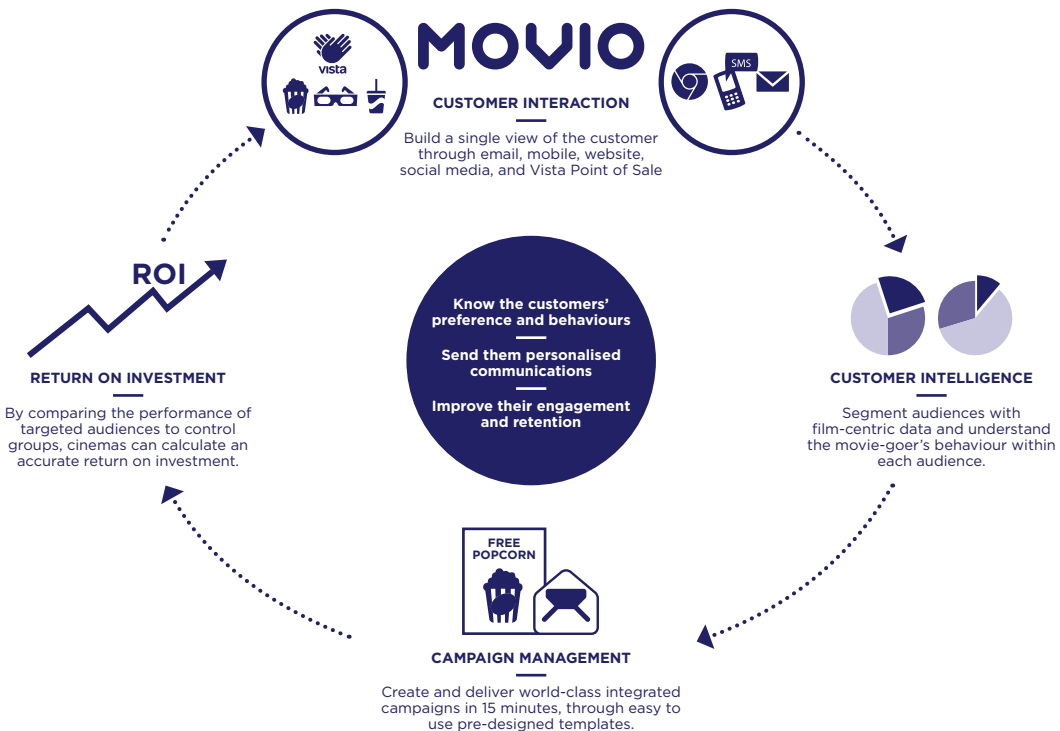 MOVIO
vısta
SMS
CUSTOMER INTERACTION
Build a single view of the customer
through email, mobile, website,
social media, and Vista Point of Sale
ROI
RETURN ON INVESTMENT
By comparing the performance of
targeted audiences to control
groups, cinemas can calculate an
accurate return on investment.
Know the customers’
preference and behaviours
Send them personalised
communications
Improve their engagement
and retention
CUSTOMER INTELLIGENCE
Segment audiences with
film-centric data and understand
the movie-goer’s behaviour within
each audience.
FREE
POPCORN
CAMPAIGN MANAGEMENT
Create and deliver world-class integrated
campaigns in 15 minutes, through easy to
use pre-designed templates.